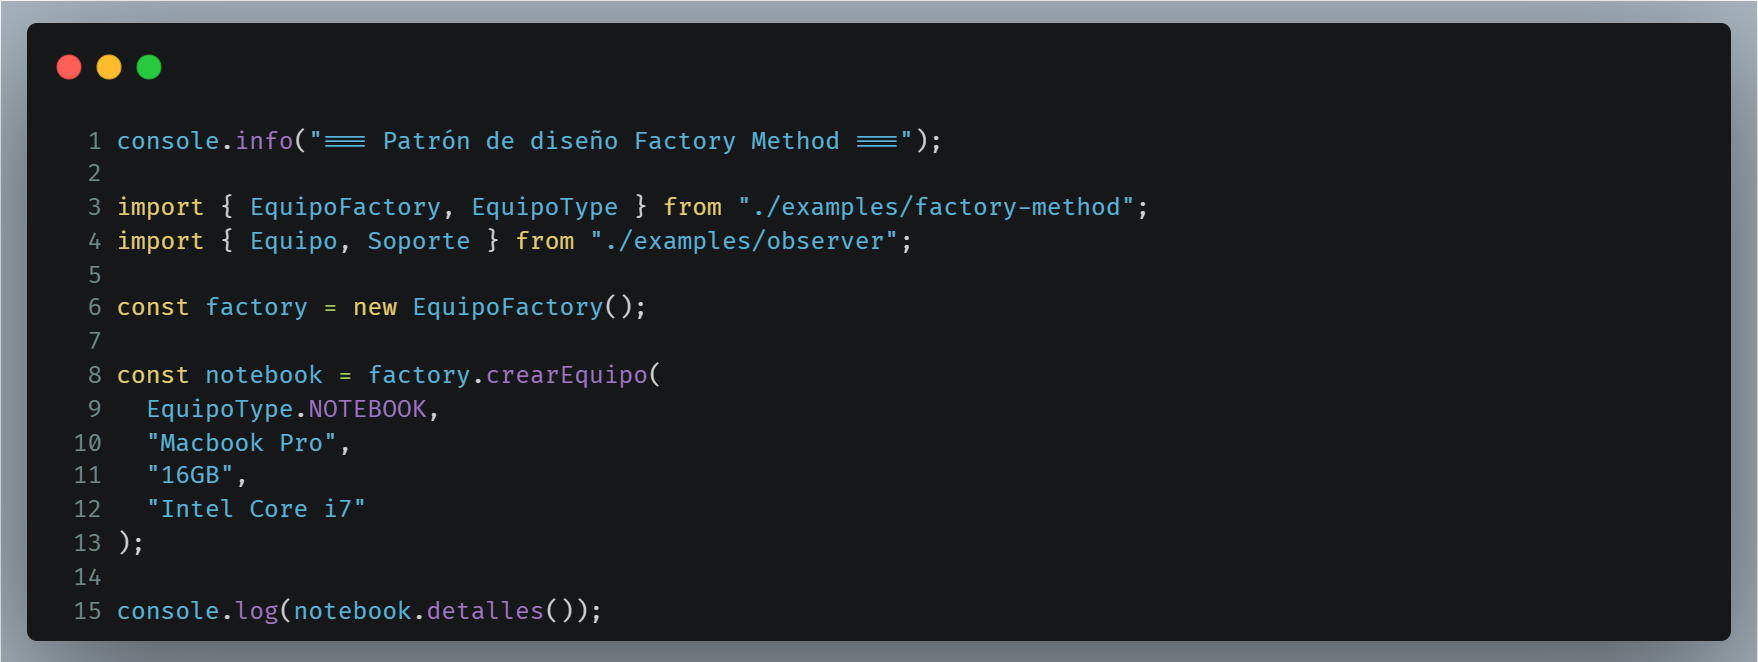 1 console.info("=== Patrón de diseño Factory Method ===");
2
3 import { EquipoFactory, EquipoType } from "./examples/factory-method";
4 import { Equipo, Soporte } from "./examples/observer";
5
6 const factory = new EquipoFactory();
7
8 const notebook = factory.crearEquipo(
9   EquipoType.NOTEBOOK,
10   "Macbook Pro",
11   "16GB",
12   "Intel Core i7"
13 );
14
15 console.log(notebook.detalles());